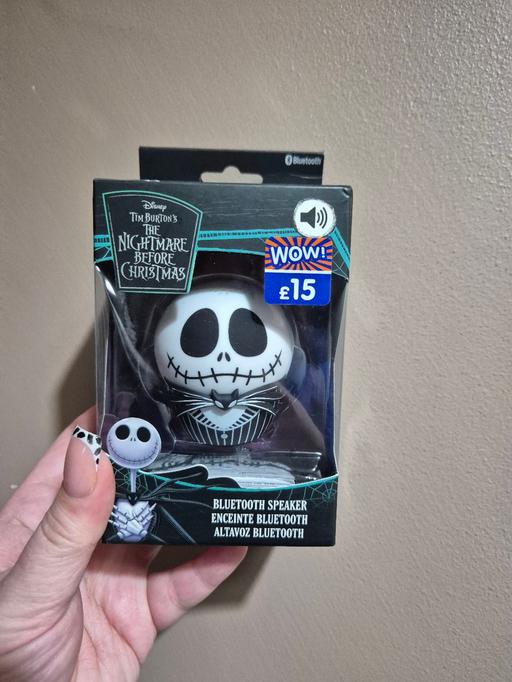 Bluetooth
Disney
TIM BURTON'S
THE
NIGHTMARE
BEFORE
CHRISTMAS
WOW!
£15
BLUETOOTH SPEAKER
ENCEINTE BLUETOOTH
ALTAVOZ BLUETOOTH